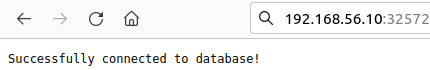 192.168.56.10:32572
Successfully connected to database!